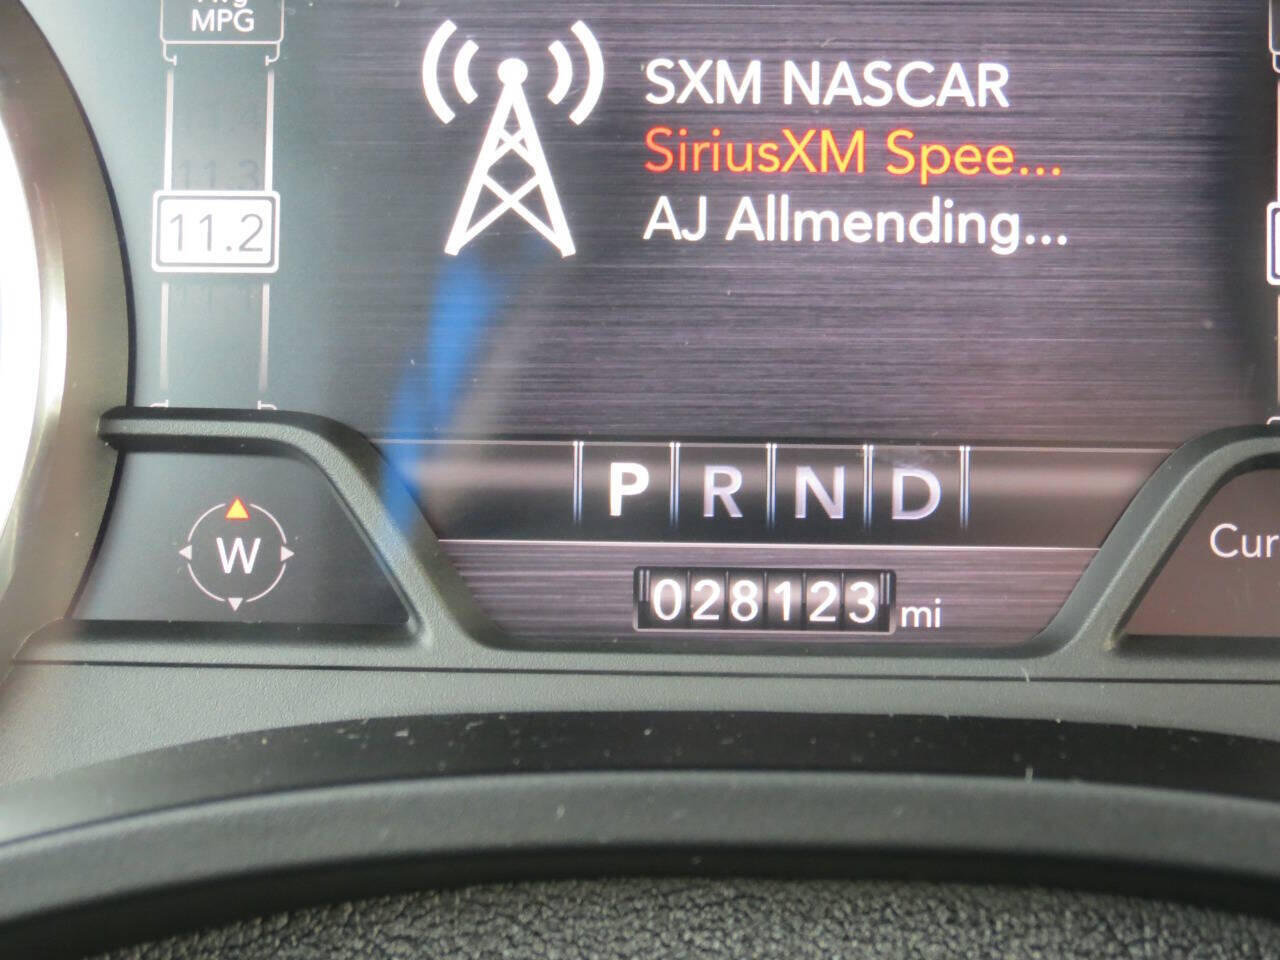 MPG
SXM NASCAR
SiriusXM Spee...
AJ Allmending...
11.3
11.2
P R N D
W
Cur
028123 mi